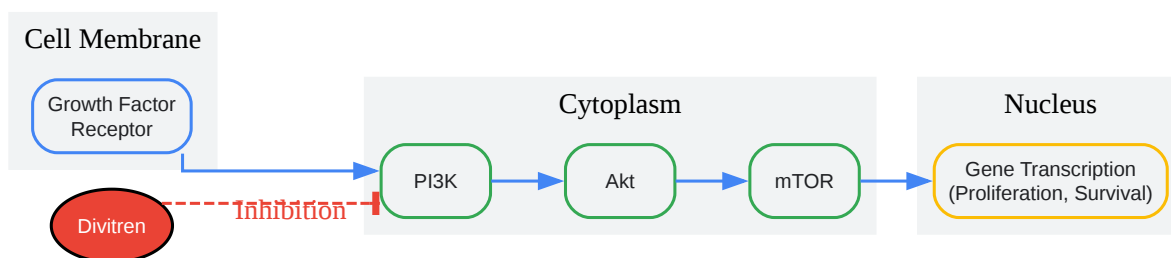 Cell Membrane
Growth Factor
Receptor
Cytoplasm
Nucleus
PI3K
Akt
mTOR
Gene Transcription
(Proliferation, Survival)
Divitren
Inhibition